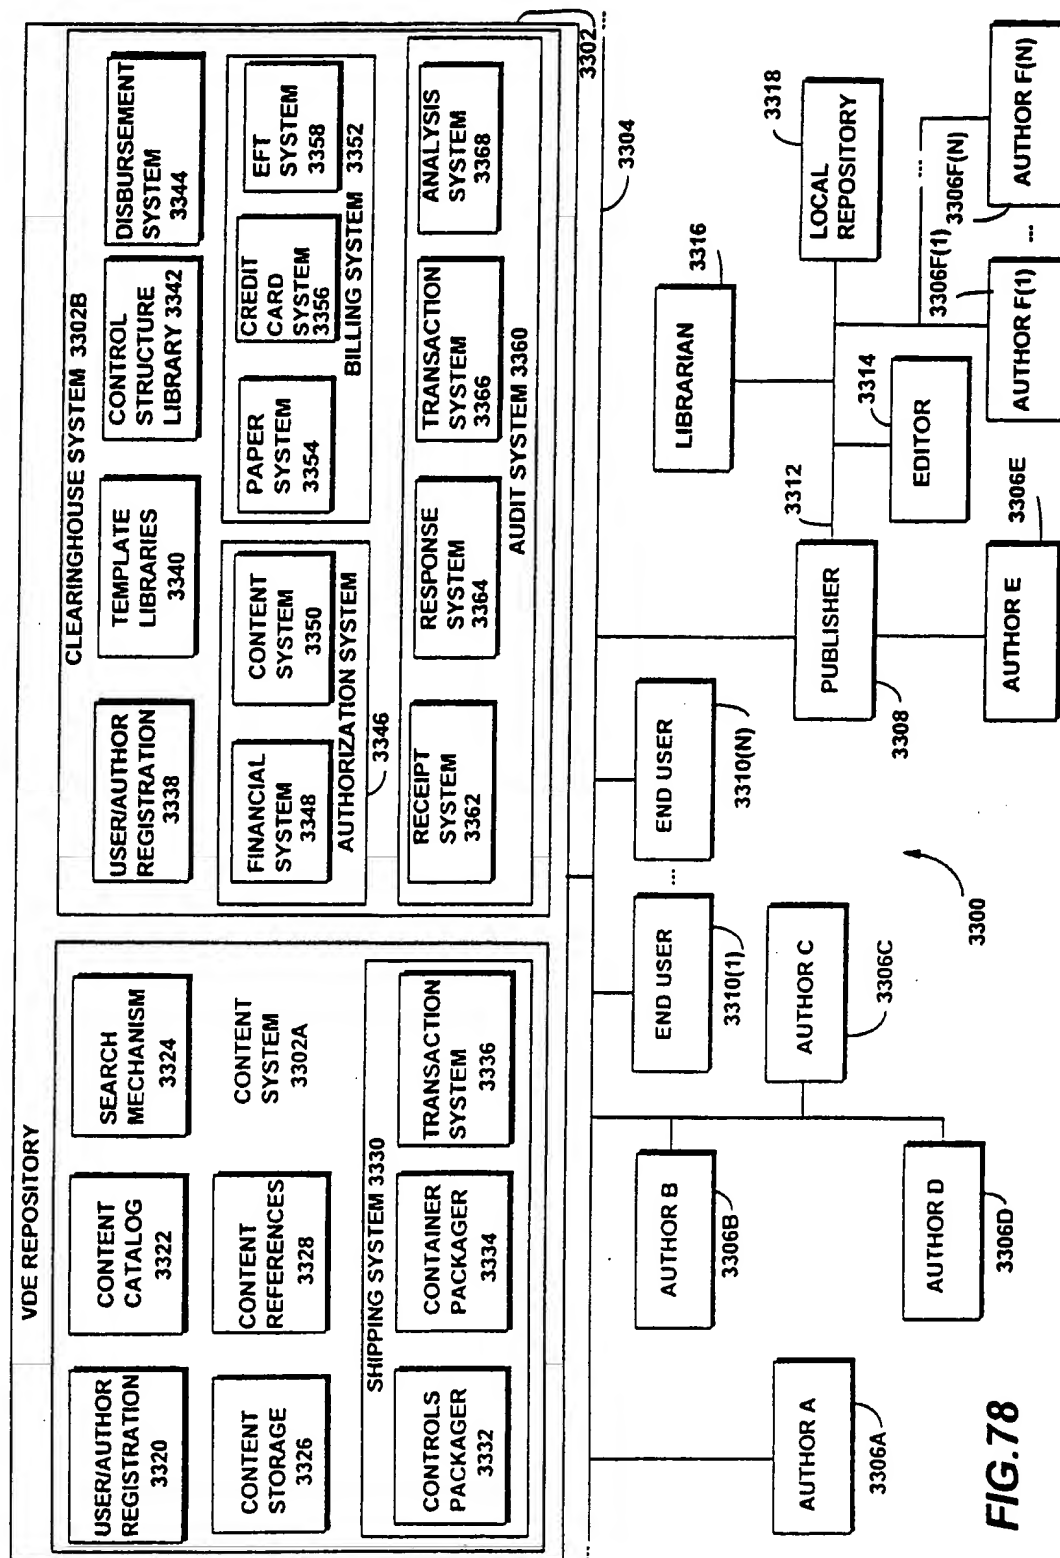 VDE REPOSITORY
USER/AUTHOR
REGISTRATION
3320
CONTENT
CATALOG
3322
SEARCH
MECHANISM
3324
CONTENT
STORAGE
3326
CONTENT
REFERENCES
3328
CONTENT
SYSTEM
3302A
SHIPPING SYSTEM 3330
CONTROLS
PACKAGER
3332
CONTAINER
PACKAGER
3334
TRANSACTION
SYSTEM
3336
CLEARINGHOUSE SYSTEM 3302B
USER/AUTHOR
REGISTRATION
3338
TEMPLATE
LIBRARIES
3340
CONTROL
STRUCTURE
LIBRARY 3342
DISBURSEMENT
SYSTEM
3344
FINANCIAL
SYSTEM
3348
CONTENT
SYSTEM
3350
AUTHORIZATION SYSTEM
3346
PAPER
SYSTEM
3354
CREDIT
CARD
SYSTEM
3356
EFT
SYSTEM
3358
BILLING SYSTEM 3352
RECEIPT
SYSTEM
3362
RESPONSE
SYSTEM
3364
TRANSACTION
SYSTEM
3366
ANALYSIS
SYSTEM
3368
AUDIT SYSTEM 3360
3302
...
...
3304
AUTHOR A
3306A
AUTHOR B
3306B
AUTHOR C
3306C
AUTHOR D
3306D
END USER
3310(1)
...
END USER
3310(N)
PUBLISHER
3308
3312
AUTHOR E
3306E
LIBRARIAN
3316
EDITOR
3314
LOCAL
REPOSITORY
3318
AUTHOR F(1)
3306F(1)
...
...
AUTHOR F(N)
3306F(N)
3300
FIG.78